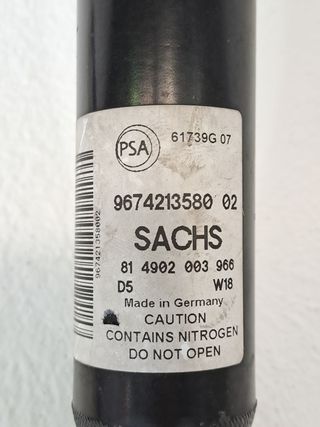 PSA
61739G 07
9674213580 02
SACHS
81 4902 003 966
D5 W18
Made in Germany
CAUTION
CONTAINS NITROGEN
DO NOT OPEN
967421358002